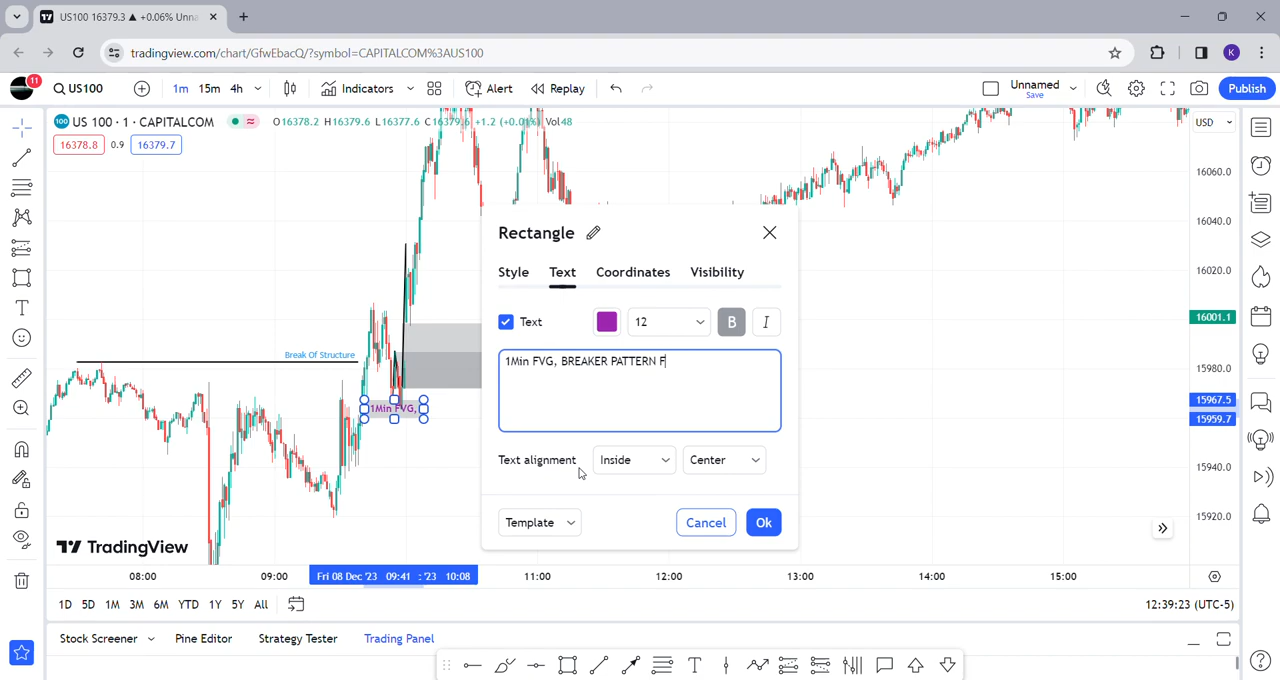 US100 16379.3 ▲ +0.06% Unna
tradingview.com/chart/GfwEbacQ/?symbol=CAPITALCOM%3AUS100
K
11
US100
1m
15m
4h
Indicators
Alert
Replay
Unnamed
Save
Publish
100 US 100 · 1 · CAPITALCOM
O16378.2 H16379.6 L16377.6 C16379.6 +1.2 (+0.01%) Vol48
16378.8
0.9
16379.7
USD
16060.0
16040.0
16020.0
16001.1
15980.0
15967.5
15959.7
15940.0
15920.0
Break Of Structure
1Min FVG,
Rectangle
Style
Text
Coordinates
Visibility
Text
12
B
I
1Min FVG, BREAKER PATTERN F
Text alignment
Inside
Center
Template
Cancel
Ok
TradingView
08:00
09:00
Fri 08 Dec '23 09:41
: '23 10:08
11:00
12:00
13:00
14:00
15:00
1D
5D
1M
3M
6M
YTD
1Y
5Y
All
12:39:23 (UTC-5)
Stock Screener
Pine Editor
Strategy Tester
Trading Panel